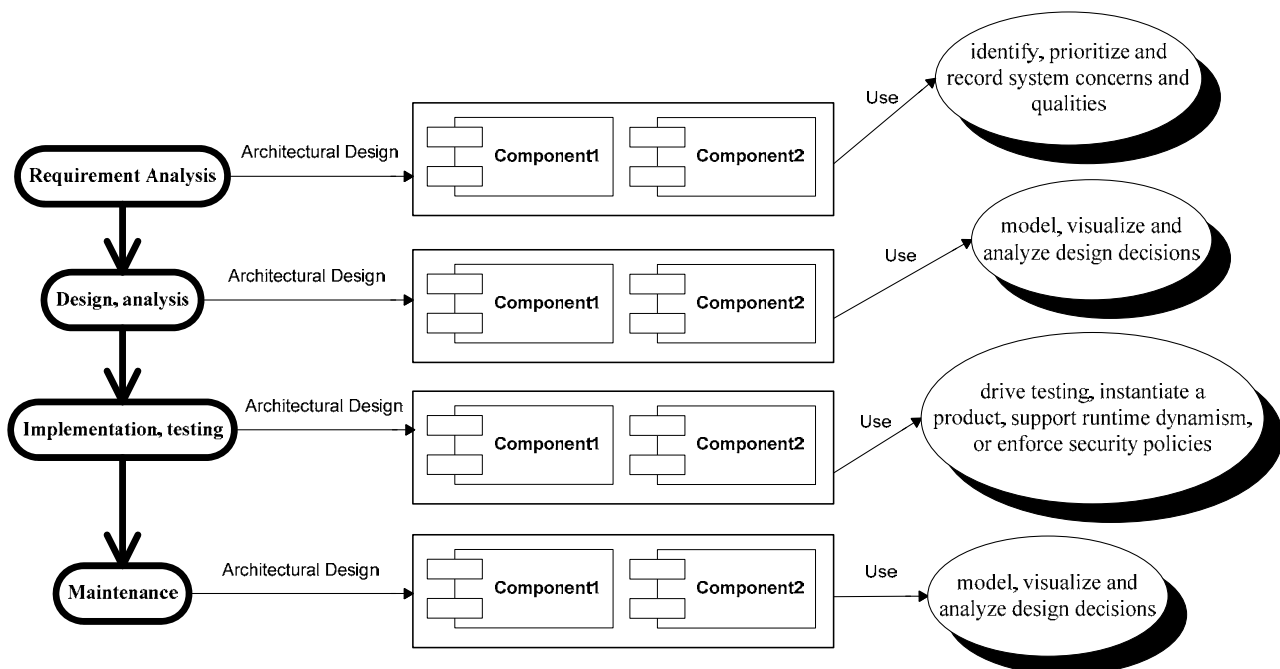 identify, prioritize and
record system concerns and
qualities
Use
Architectural Design
Component1
Component2
Requirement Analysis
model, visualize and
analyze design decisions
Use
Architectural Design
Component1
Component2
Design, analysis
drive testing, instantiate a
product, support runtime dynamism,
or enforce security policies
Use
Architectural Design
Component1
Component2
Implementation, testing
Architectural Design
Component1
Component2
Use
model, visualize and
analyze design decisions
Maintenance